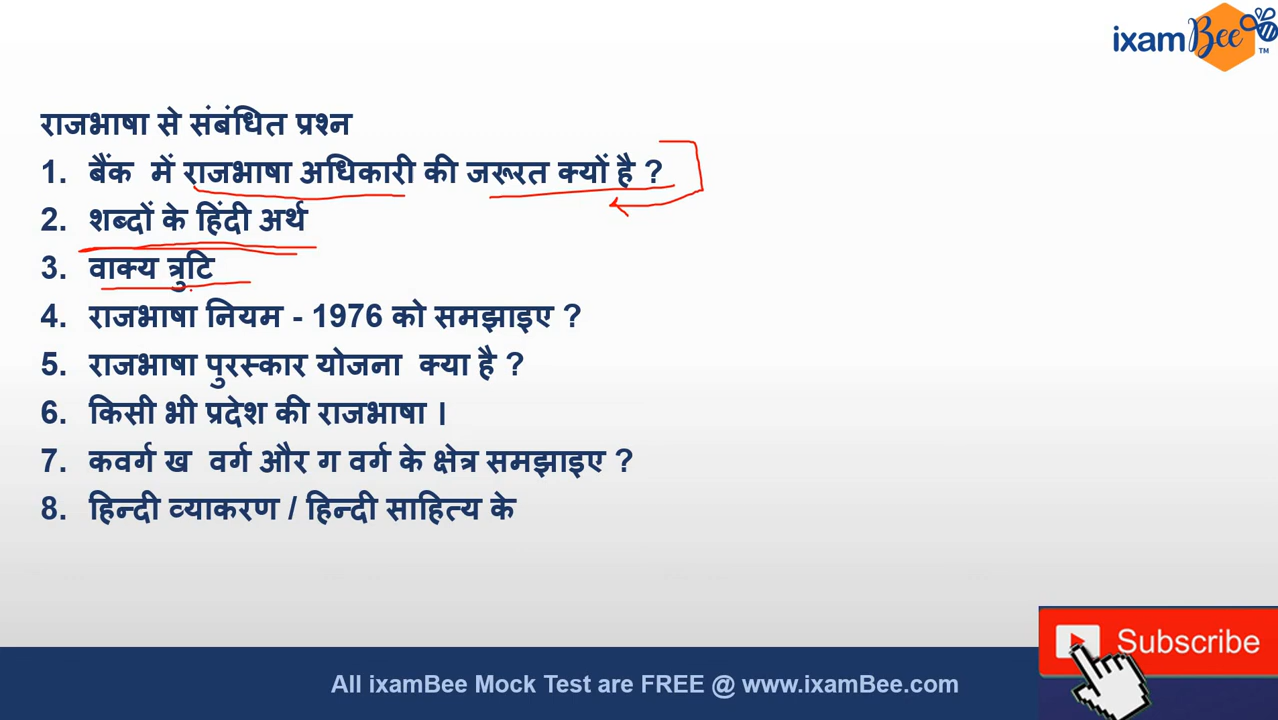 ixamBee
TM
राजभाषा से संबंधित प्रश्न
1. बैंक में राजभाषा अधिकारी की जरूरत क्यों है ?
2. शब्दों के हिंदी अर्थ
3. वाक्य त्रुटि
4. राजभाषा नियम - 1976 को समझाइए ?
5. राजभाषा पुरस्कार योजना क्या है ?
6. किसी भी प्रदेश की राजभाषा ।
7. कवर्ग ख वर्ग और ग वर्ग के क्षेत्र समझाइए ?
8. हिन्दी व्याकरण / हिन्दी साहित्य के
Subscribe
All ixamBee Mock Test are FREE @ www.ixamBee.com